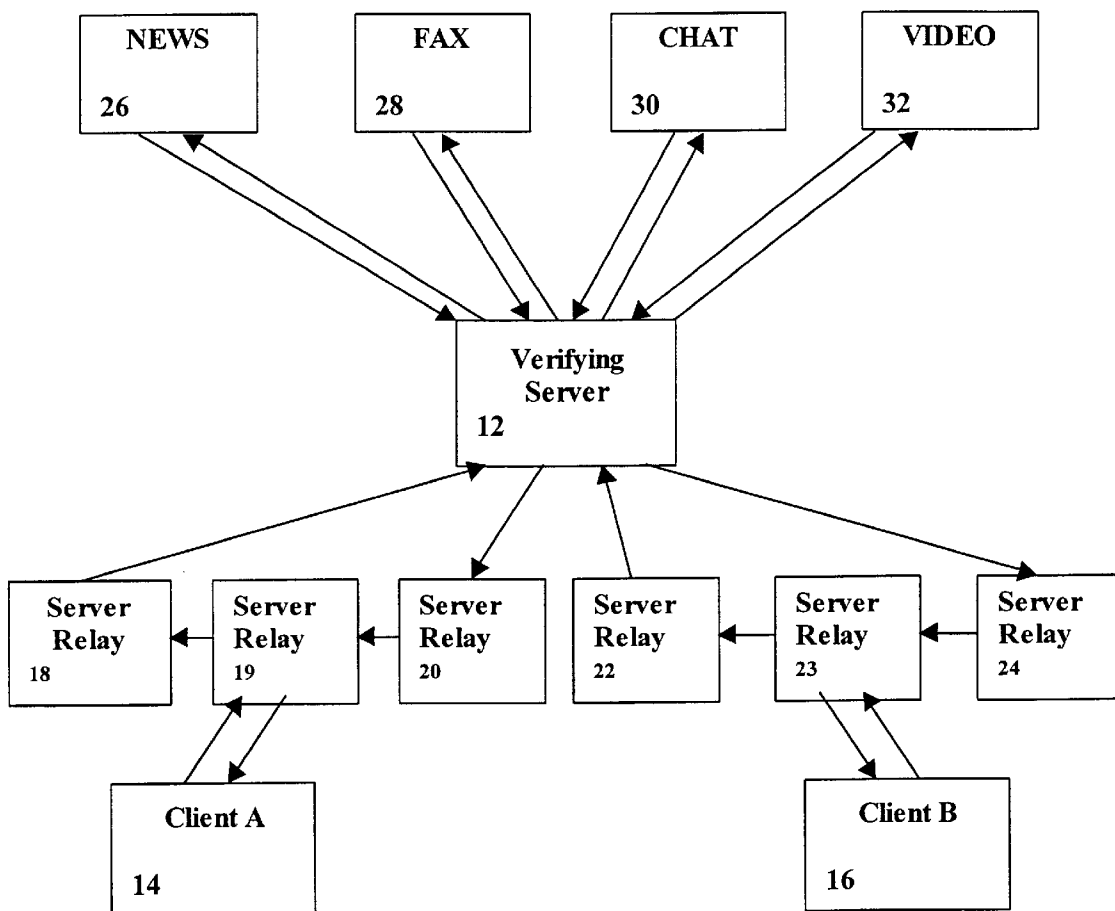 NEWS
26
FAX
28
CHAT
30
VIDEO
32
Verifying
Server
12
Server
Relay
18
Server
Relay
19
Server
Relay
20
Server
Relay
22
Server
Relay
23
Server
Relay
24
Client A
14
Client B
16